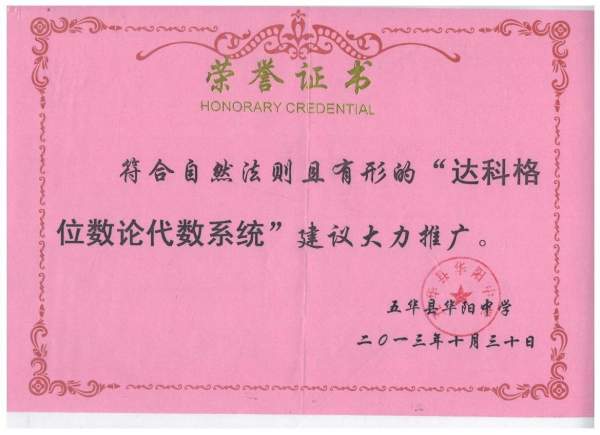 荣誉证书
HONORARY CREDENTIAL
符合自然法则且有形的“达科格
位数论代数系统”建议大力推广。
五华县华阳中学
二〇一三年十月三十日